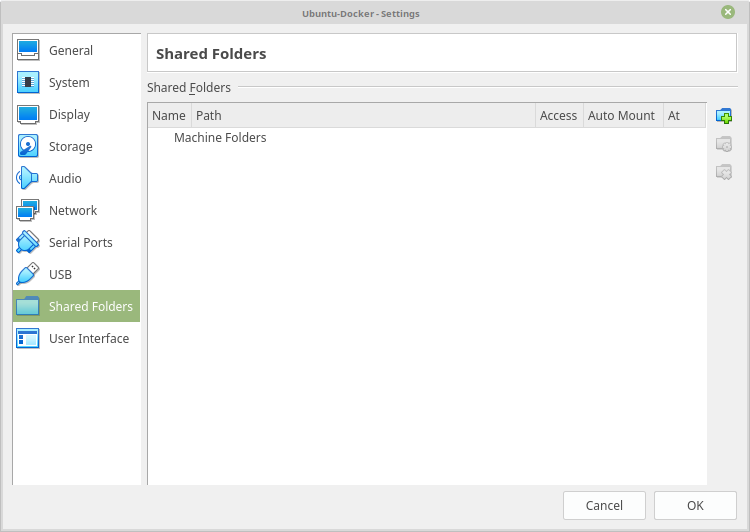 Ubuntu-Docker - Settings
General
System
Display
Storage
Audio
Network
Serial Ports
USB
Shared Folders
User Interface
Shared Folders
Shared Folders
Name Path Access Auto Mount At
Machine Folders
Cancel OK